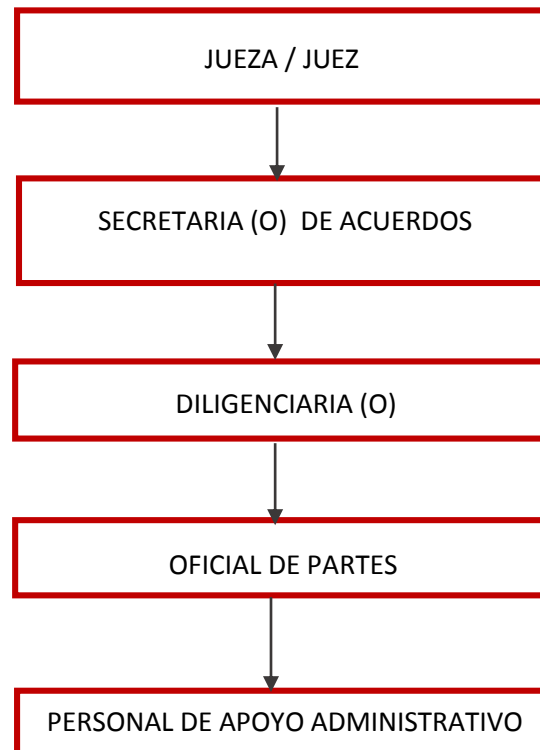 JUEZA / JUEZ
SECRETARIA (O) DE ACUERDOS
DILIGENCIARIA (O)
OFICIAL DE PARTES
PERSONAL DE APOYO ADMINISTRATIVO